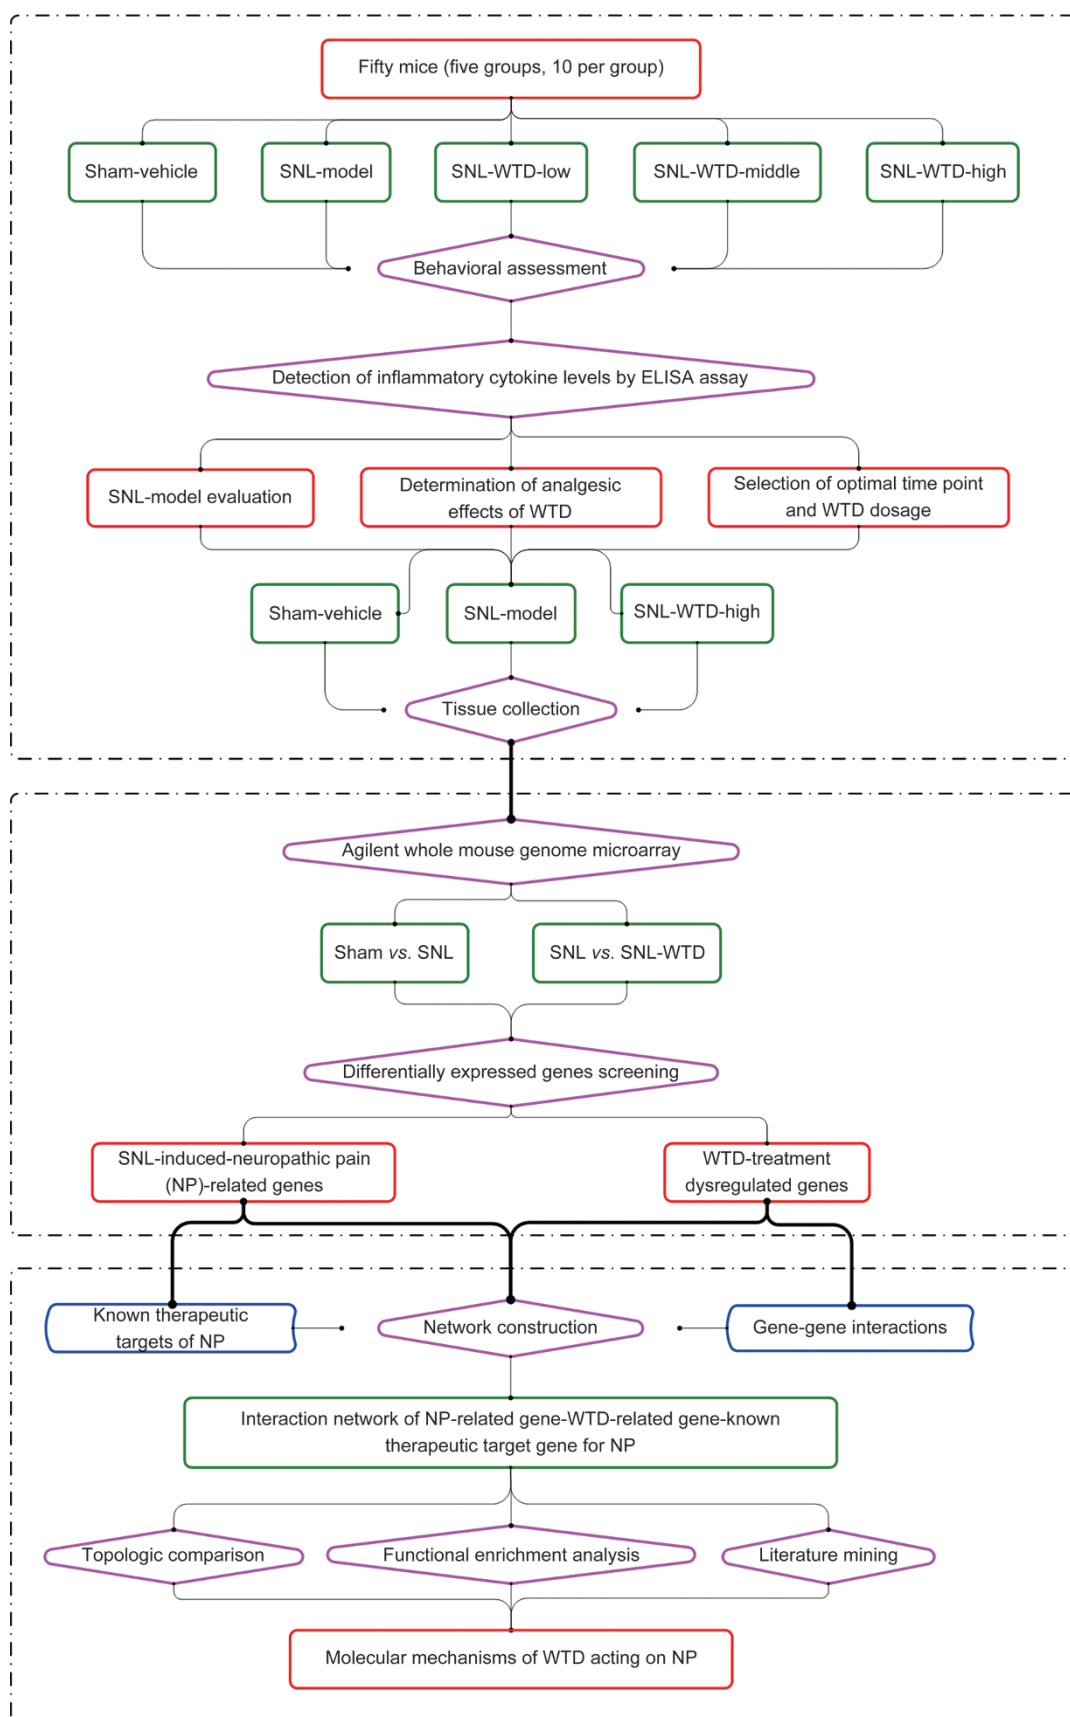 Fifty mice (five groups, 10 per group)
Sham-vehicle
SNL-model
SNL-WTD-low
SNL-WTD-middle
SNL-WTD-high
Behavioral assessment
Detection of inflammatory cytokine levels by ELISA assay
SNL-model evaluation
Determination of analgesic
effects of WTD
Selection of optimal time point
and WTD dosage
Sham-vehicle
SNL-model
SNL-WTD-high
Tissue collection
Agilent whole mouse genome microarray
Sham vs. SNL
SNL vs. SNL-WTD
Differentially expressed genes screening
SNL-induced-neuropathic pain
(NP)-related genes
WTD-treatment
dysregulated genes
Known therapeutic
targets of NP
Network construction
Gene-gene interactions
Interaction network of NP-related gene-WTD-related gene-known
therapeutic target gene for NP
Topologic comparison
Functional enrichment analysis
Literature mining
Molecular mechanisms of WTD acting on NP